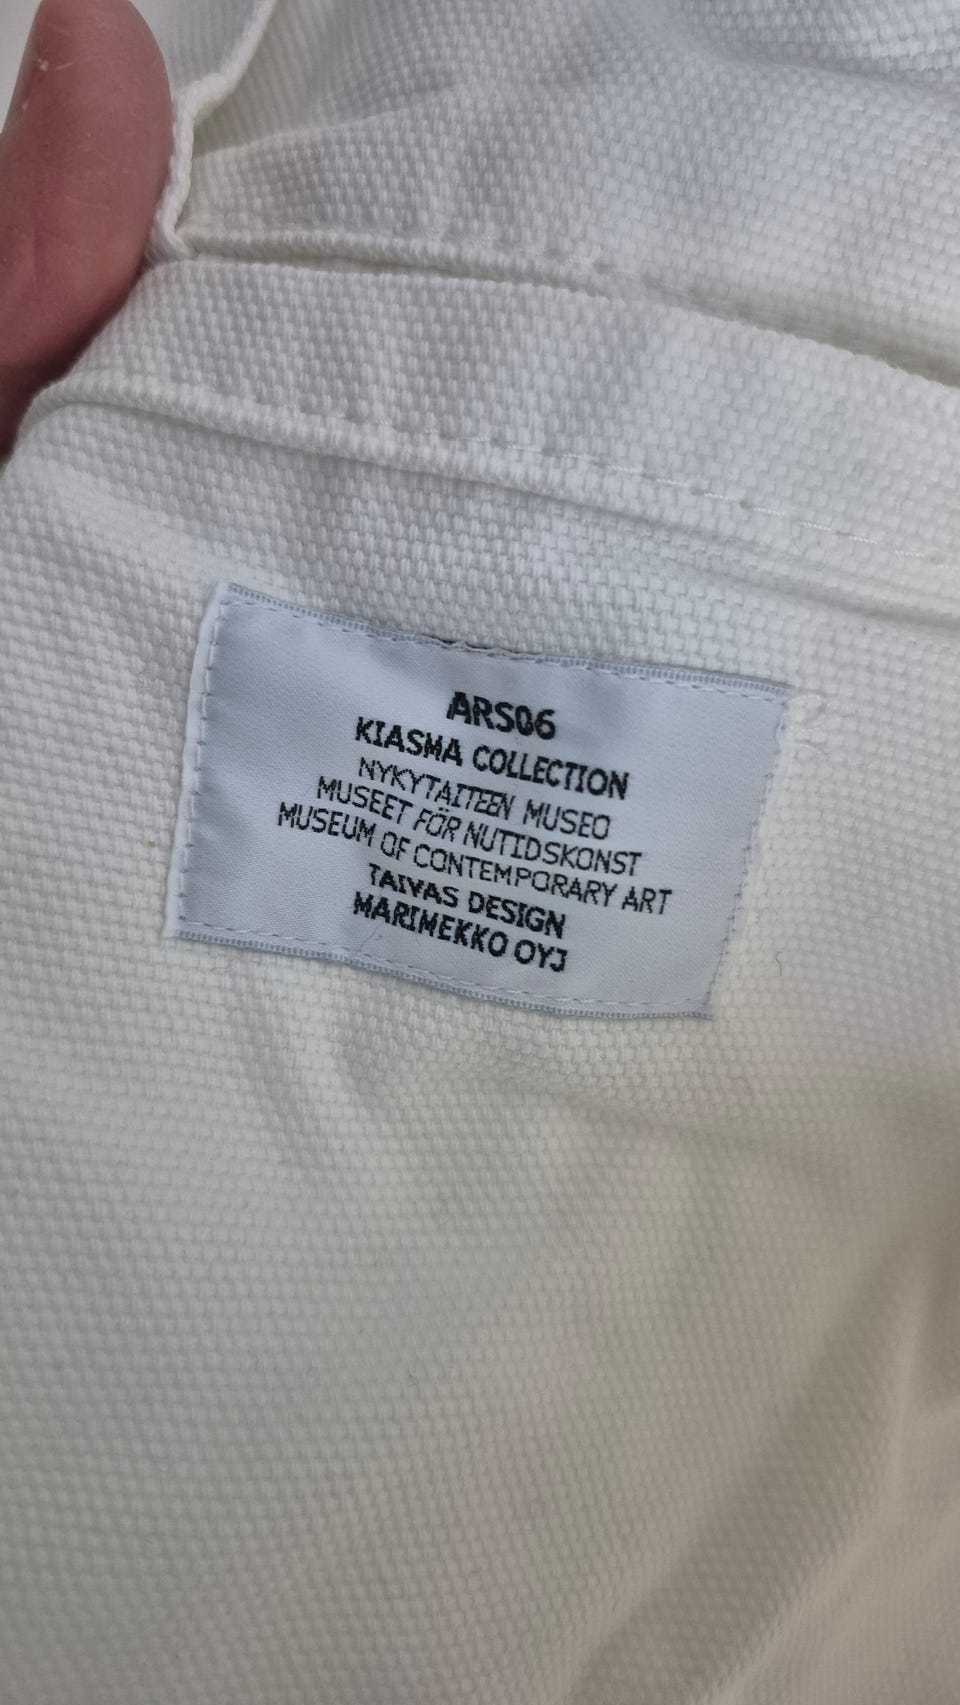 ARS06
KIASMA COLLECTION
NYKYTAITEEN MUSEO
MUSEET FÖR NUTIDSKONST
MUSEUM OF CONTEMPORARY ART
TAIVAS DESIGN
MARIMEKKO OYJ